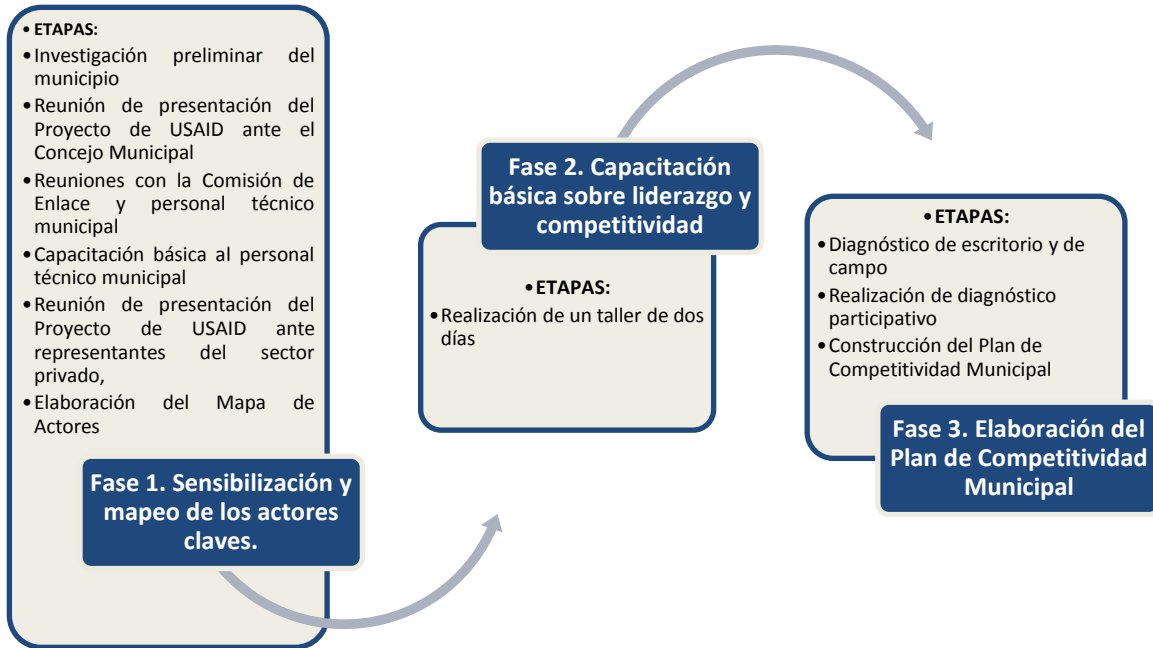 •ETAPAS:
•Investigación preliminar del
municipio
•Reunión de presentación del
Proyecto de USAID ante el
Concejo Municipal
•Reuniones con la Comisión de
Enlace y personal técnico
municipal
•Capacitación básica al personal
técnico municipal
•Reunión de presentación del
Proyecto de USAID ante
representantes del sector
privado,
•Elaboración del Mapa de
Actores
Fase 1. Sensibilización y
mapeo de los actores
claves.
Fase 2. Capacitación
básica sobre liderazgo y
competitividad
•ETAPAS:
•Realización de un taller de dos
días
•ETAPAS:
•Diagnóstico de escritorio y de
campo
•Realización de diagnóstico
participativo
•Construcción del Plan de
Competitividad Municipal
Fase 3. Elaboración del
Plan de Competitividad
Municipal